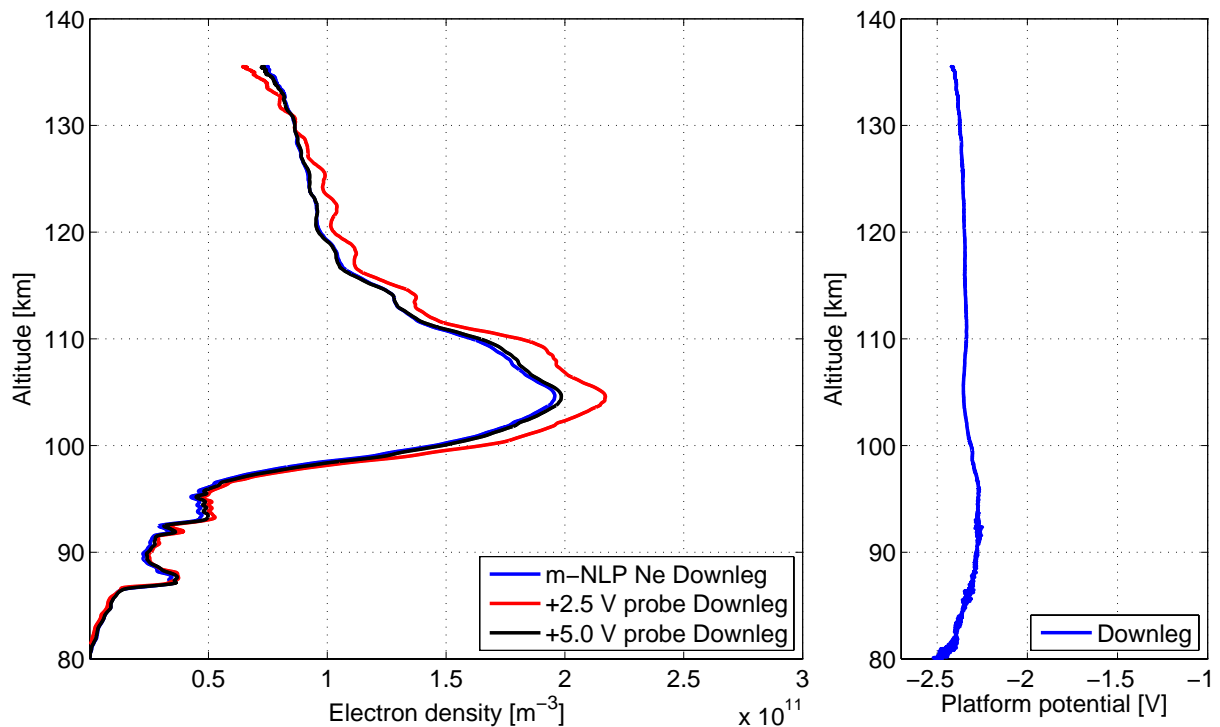 140
130
120
110
100
90
80
Altitude [km]
0.5
1
1.5
2
2.5
3
Electron density [m⁻³]
x 10¹¹
m−NLP Ne Downleg
+2.5 V probe Downleg
+5.0 V probe Downleg
140
130
120
110
100
90
80
Altitude [km]
−2.5
−2
−1.5
−1
Platform potential [V]
Downleg